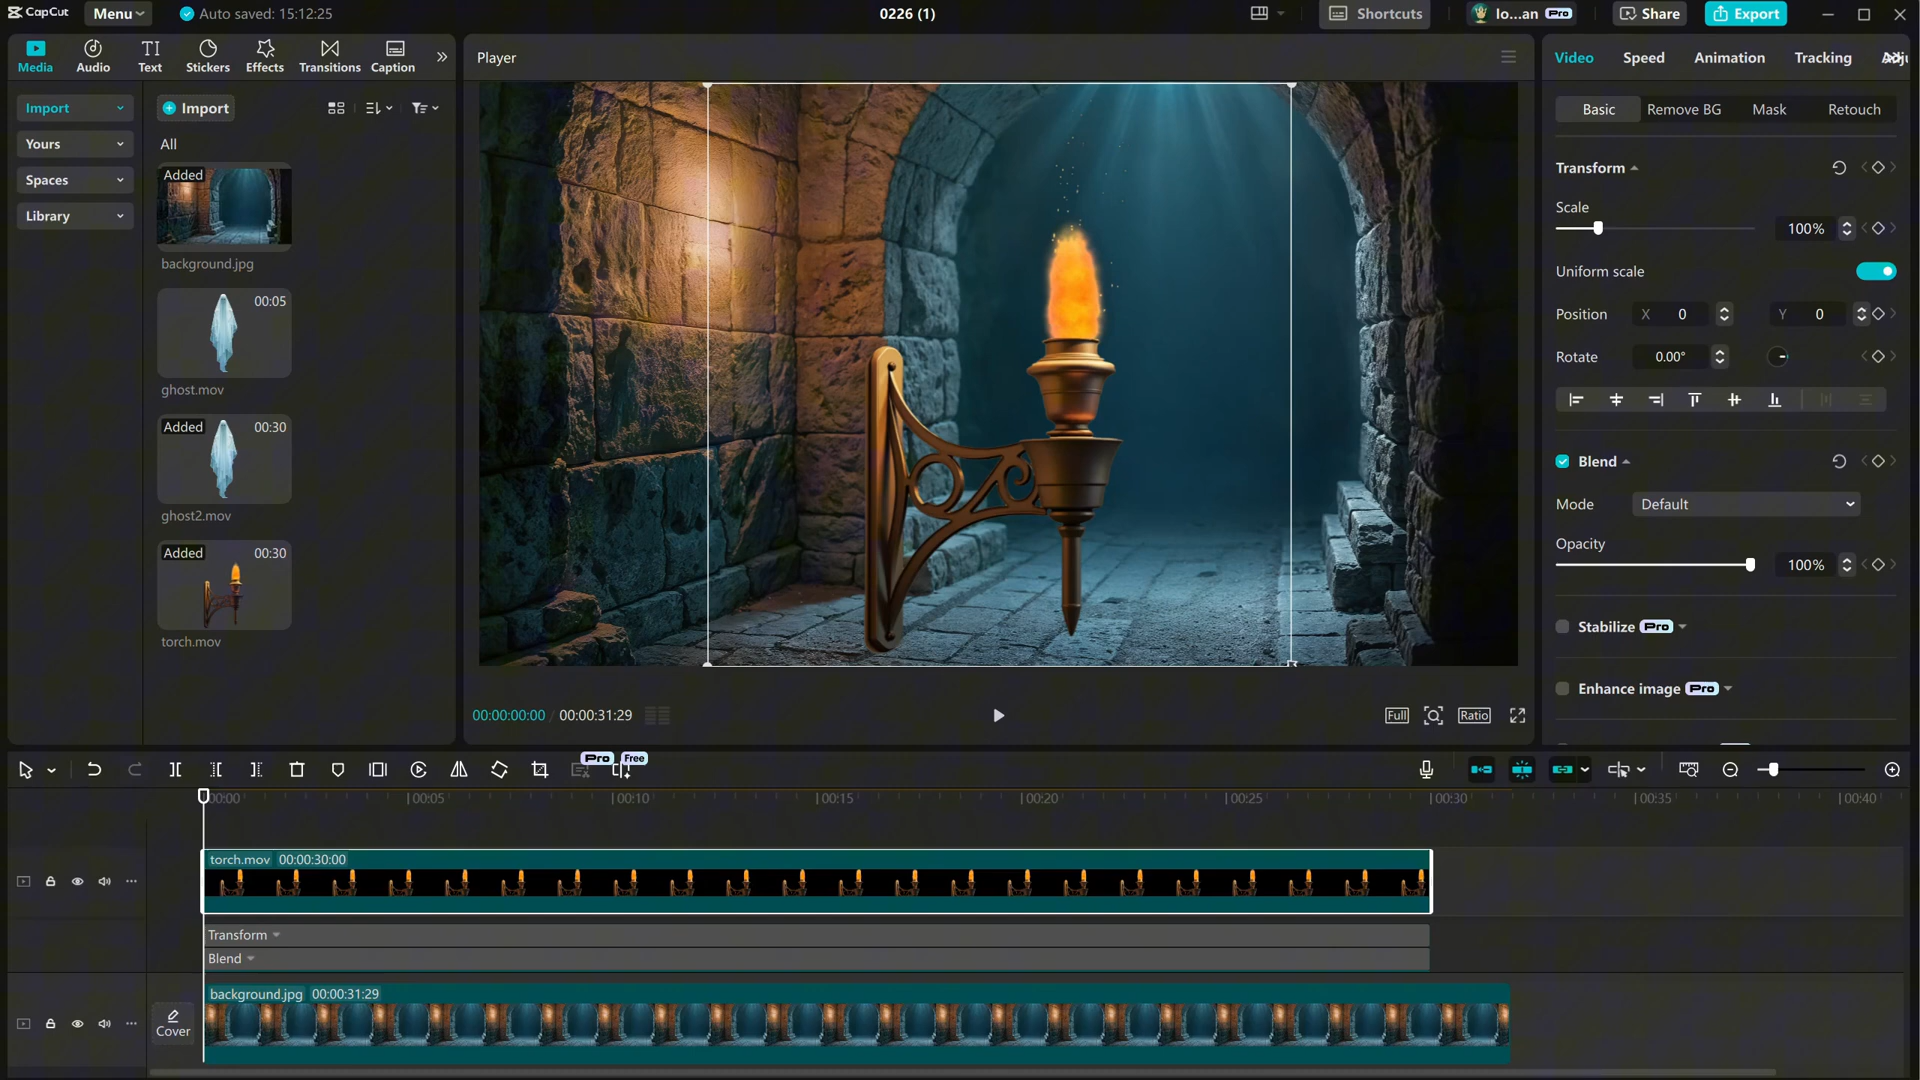 CapCut
Menu
Auto saved: 15:12:25
0226 (1)
Shortcuts
lo...an Pro
Share
Export
Media
Audio
Text
Stickers
Effects
Transitions
Caption
Import
Yours
Spaces
Library
Import
All
Added
background.jpg
00:05
ghost.mov
Added
00:30
ghost2.mov
Added
00:30
torch.mov
Player
00:00:00:00 / 00:00:31:29
Full
Ratio
Video
Speed
Animation
Tracking
Basic
Remove BG
Mask
Retouch
Transform
Scale
100%
Uniform scale
Position
X 0
Y 0
Rotate
0.00°
Blend
Mode
Default
Opacity
100%
Stabilize Pro
Enhance image Pro
Pro
Free
00:00
00:05
00:10
00:15
00:20
00:25
00:30
00:35
00:40
torch.mov 00:00:30:00
Transform
Blend
Cover
background.jpg 00:00:31:29